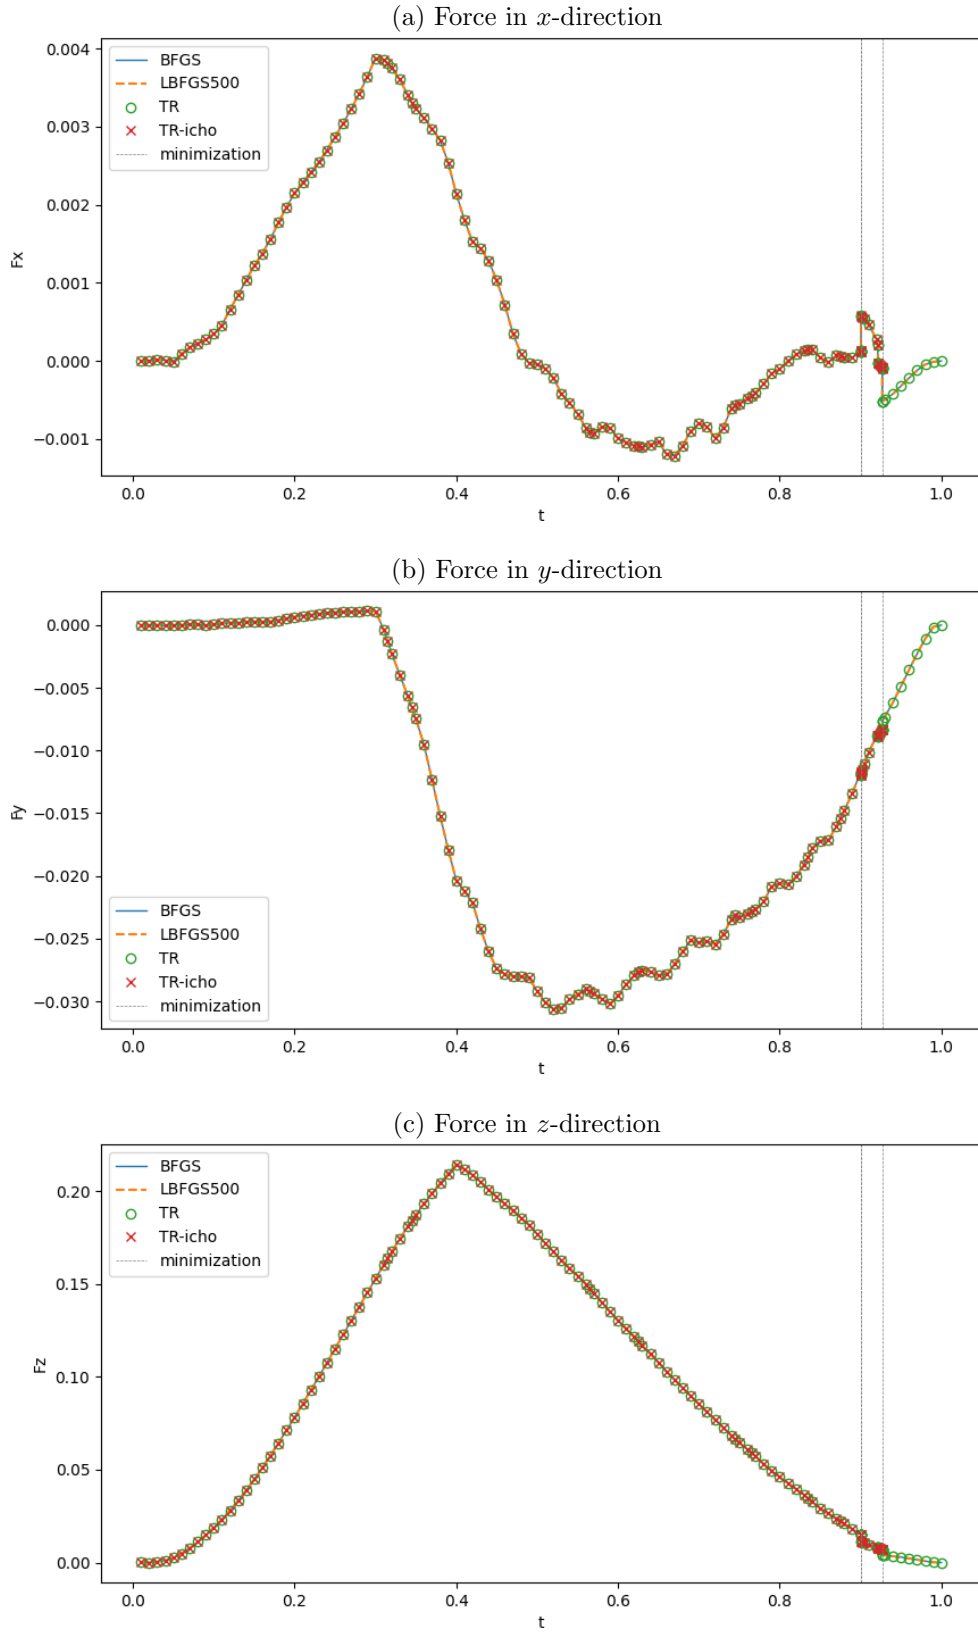 (a) Force in x-direction
BFGS
LBFGS500
TR
TR-icho
minimization
0.004
0.003
0.002
0.001
0.000
−0.001
Fx
0.0 0.2 0.4 0.6 0.8 1.0
t
(b) Force in y-direction
0.000
−0.005
−0.010
−0.015
−0.020
−0.025
−0.030
Fy
BFGS
LBFGS500
TR
TR-icho
minimization
0.0 0.2 0.4 0.6 0.8 1.0
t
(c) Force in z-direction
BFGS
LBFGS500
TR
TR-icho
minimization
0.20
0.15
0.10
0.05
0.00
Fz
0.0 0.2 0.4 0.6 0.8 1.0
t